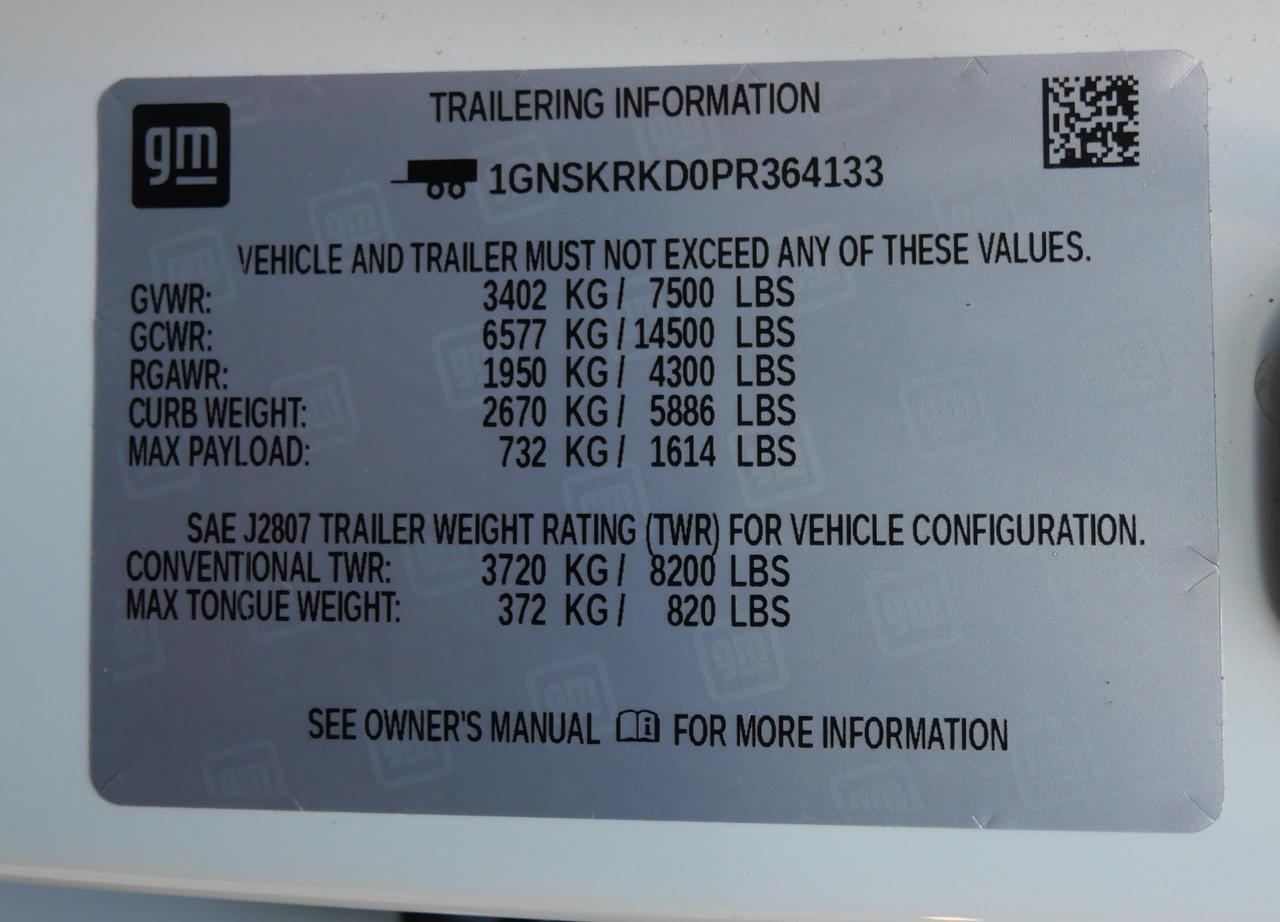 gm
TRAILERING INFORMATION
1GNSKRKD0PR364133
VEHICLE AND TRAILER MUST NOT EXCEED ANY OF THESE VALUES.
GVWR: 3402 KG / 7500 LBS
GCWR: 6577 KG / 14500 LBS
RGAWR: 1950 KG / 4300 LBS
CURB WEIGHT: 2670 KG / 5886 LBS
MAX PAYLOAD: 732 KG / 1614 LBS
SAE J2807 TRAILER WEIGHT RATING (TWR) FOR VEHICLE CONFIGURATION.
CONVENTIONAL TWR: 3720 KG / 8200 LBS
MAX TONGUE WEIGHT: 372 KG / 820 LBS
SEE OWNER'S MANUAL i FOR MORE INFORMATION